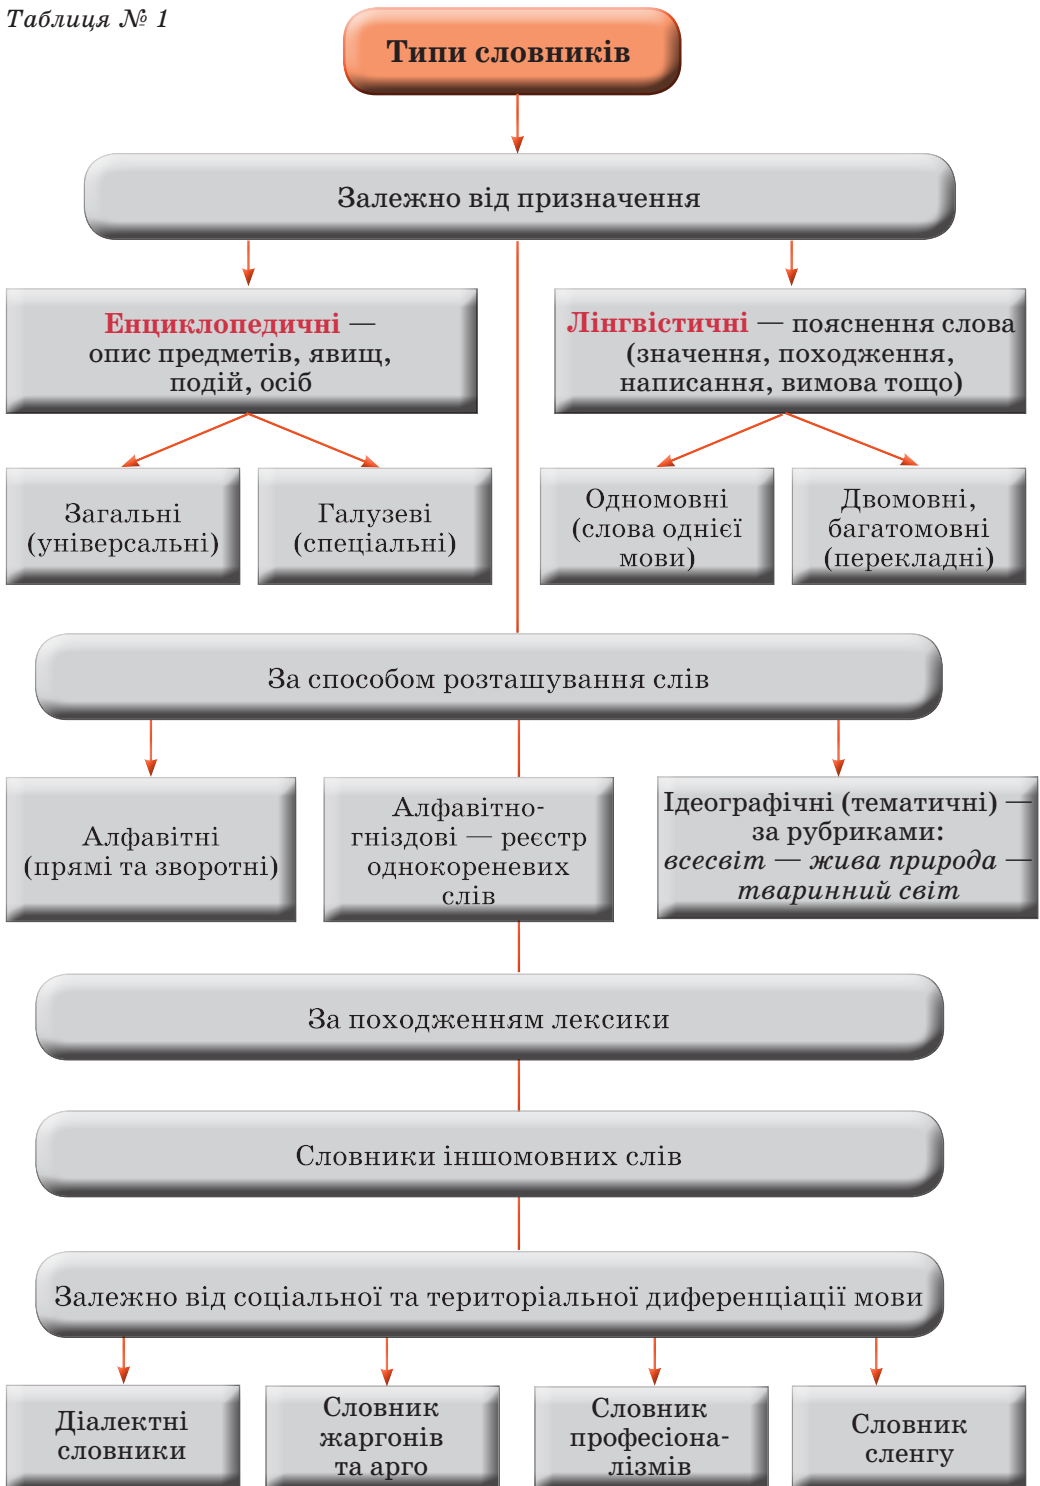 Таблиця № 1
Типи словників
Залежно від призначення
Енциклопедичні —
опис предметів, явищ,
подій, осіб
Лінгвістичні — пояснення слова
(значення, походження,
написання, вимова тощо)
Загальні
(універсальні)
Галузеві
(спеціальні)
Одномовні
(слова однієї
мови)
Двомовні,
багатомовні
(перекладні)
За способом розташування слів
Алфавітні
(прямі та зворотні)
Алфавітно-
гніздові — реєстр
однокореневих
слів
Ідеографічні (тематичні) —
за рубриками:
всесвіт — жива природа —
тваринний світ
За походженням лексики
Словники іншомовних слів
Залежно від соціальної та територіальної диференціації мови
Діалектні
словники
Словник
жаргонів
та арго
Словник
професіона-
лізмів
Словник
сленгу